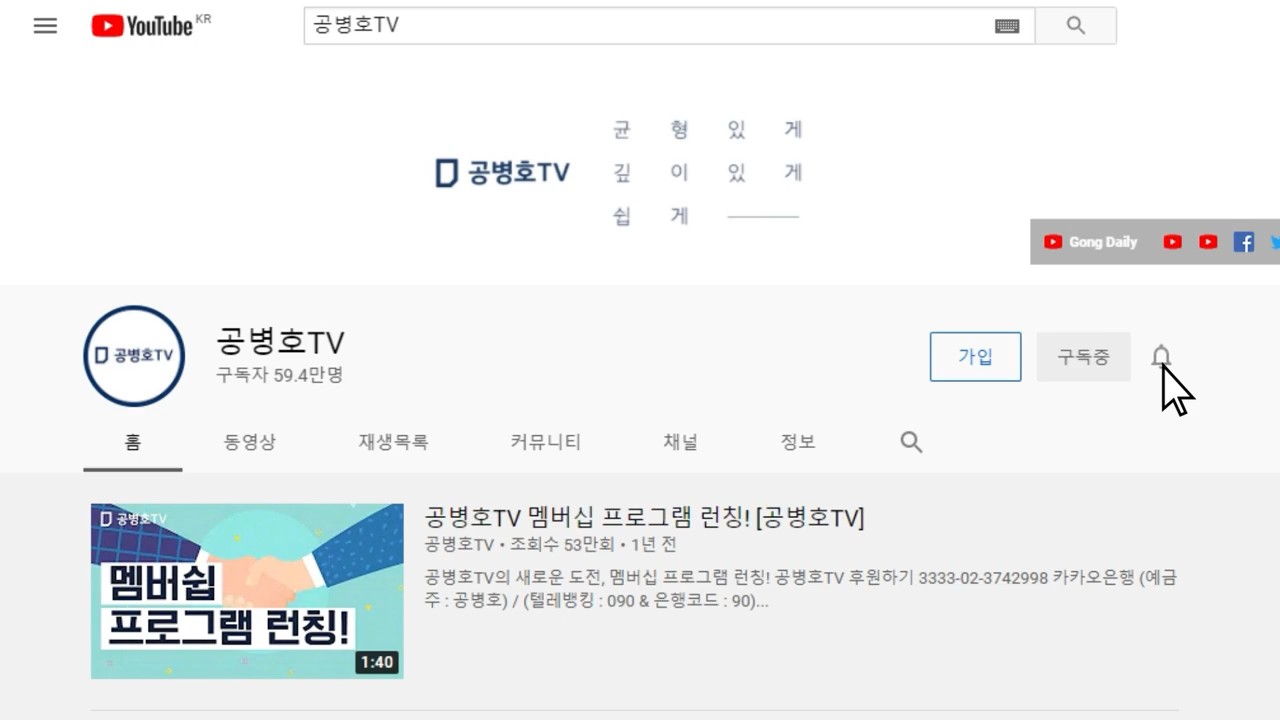 YouTube KR
공병호TV
균 형 있 게
공병호TV
깊 이 있 게
쉽 게
Gong Daily
공병호TV
공병호TV
구독자 59.4만명
가입
구독중
홈
동영상
재생목록
커뮤니티
채널
정보
공병호TV
멤버쉽
프로그램 런칭!
1:40
공병호TV 멤버십 프로그램 런칭! [공병호TV]
공병호TV • 조회수 53만회 • 1년 전
공병호TV의 새로운 도전, 멤버십 프로그램 런칭! 공병호TV 후원하기 3333-02-3742998 카카오은행 (예금
주 : 공병호) / (텔레뱅킹 : 090 & 은행코드 : 90)...